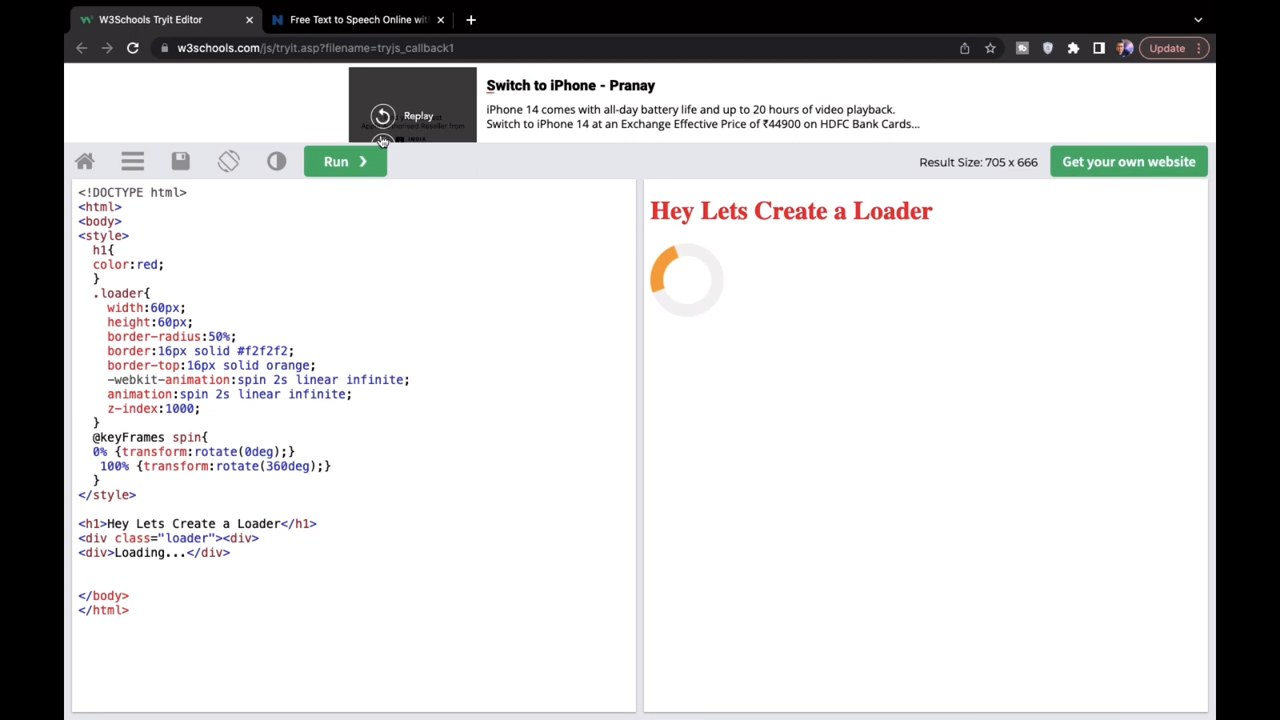 W3Schools Tryit Editor
Free Text to Speech Online wit
w3schools.com/js/tryit.asp?filename=tryjs_callback1
Update
Replay
Switch to iPhone - Pranay
iPhone 14 comes with all-day battery life and up to 20 hours of video playback.
Switch to iPhone 14 at an Exchange Effective Price of ₹44900 on HDFC Bank Cards...
Run ❯
Result Size: 705 x 666
Get your own website
<!DOCTYPE html>
<html>
<body>
<style>
h1{
color:red;
}
.loader{
width:60px;
height:60px;
border-radius:50%;
border:16px solid #f2f2f2;
border-top:16px solid orange;
-webkit-animation:spin 2s linear infinite;
animation:spin 2s linear infinite;
z-index:1000;
}
@keyFrames spin{
0% {transform:rotate(0deg);}
100% {transform:rotate(360deg);}
}
</style>
<h1>Hey Lets Create a Loader</h1>
<div class="loader"><div>
<div>Loading...</div>
</body>
</html>
Hey Lets Create a Loader